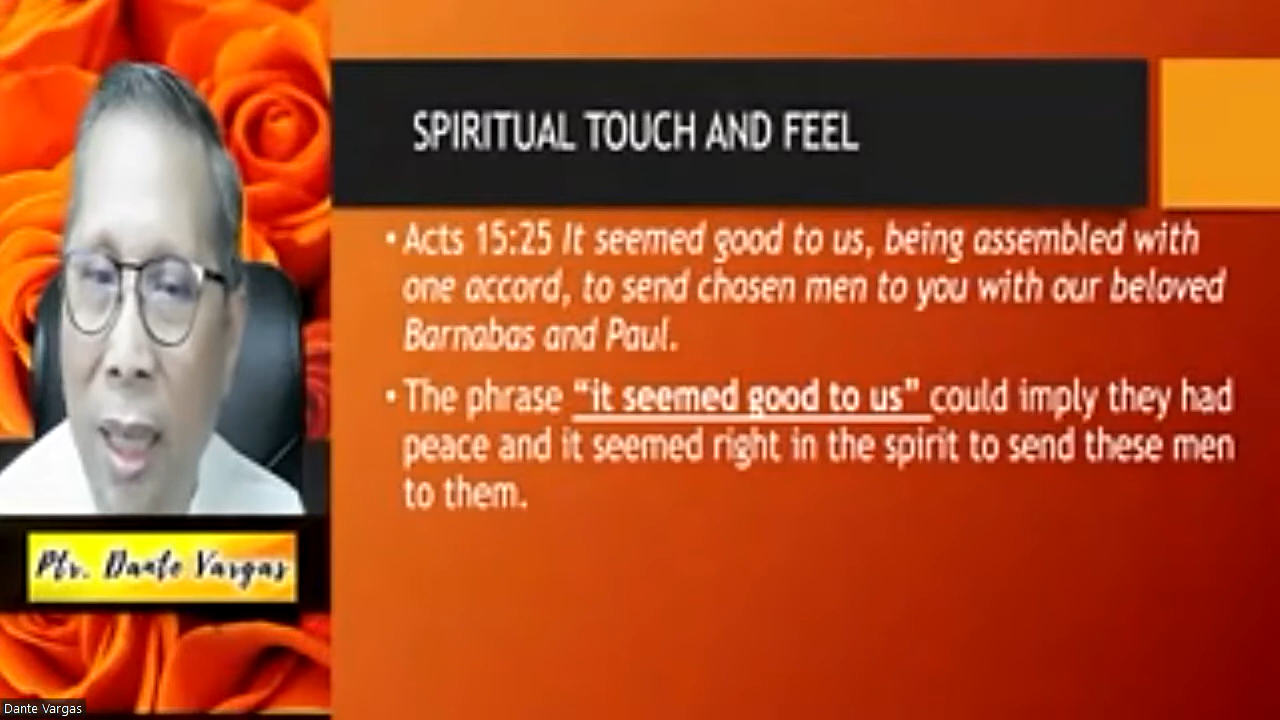 SPIRITUAL TOUCH AND FEEL
• Acts 15:25 It seemed good to us, being assembled with
one accord, to send chosen men to you with our beloved
Barnabas and Paul.
• The phrase “it seemed good to us” could imply they had
peace and it seemed right in the spirit to send these men
to them.
Ptr. Dante Vargas
Dante Vargas